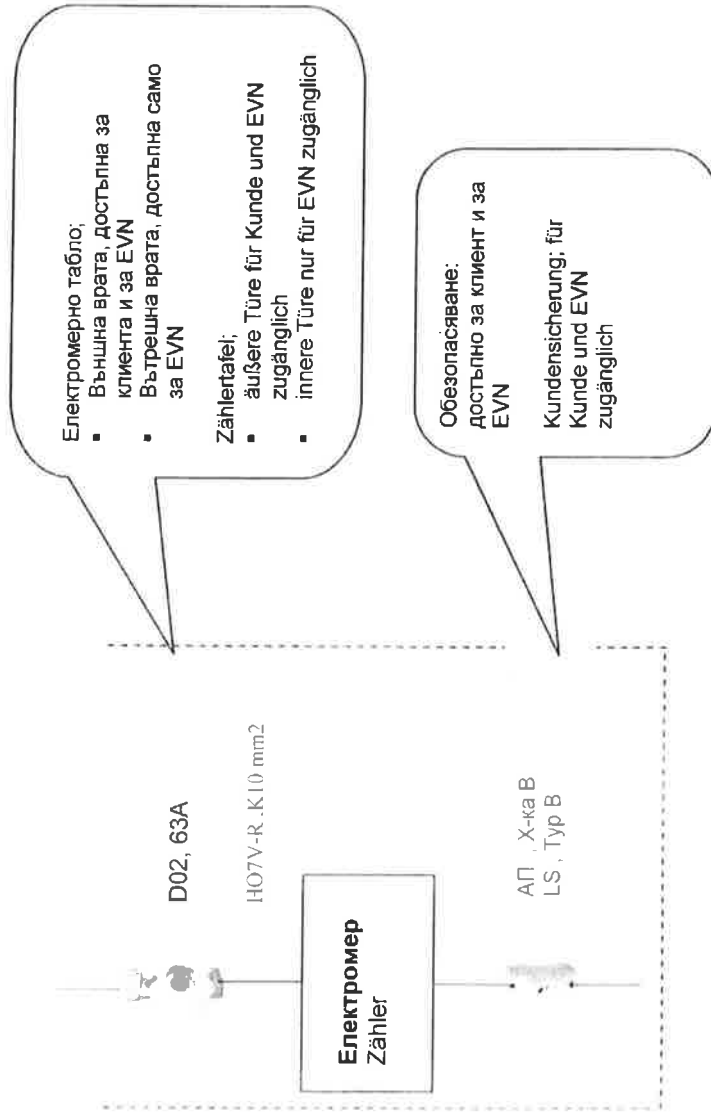 Електромерно табло;
▪ Външна врата, достъпна за
клиента и за EVN
▪ Вътрешна врата, достъпна само
за EVN
Zählertafel;
▪ äußere Türe für Kunde und EVN
zugänglich
▪ innere Türe nur für EVN zugänglich
Обезопасяване:
достъпно за клиент и за
EVN
Kundensicherung; für
Kunde und EVN
zugänglich
D02, 63A
HO7V-R.K10 mm2
Електромер
Zähler
АП , Х-ка B
LS , Typ B